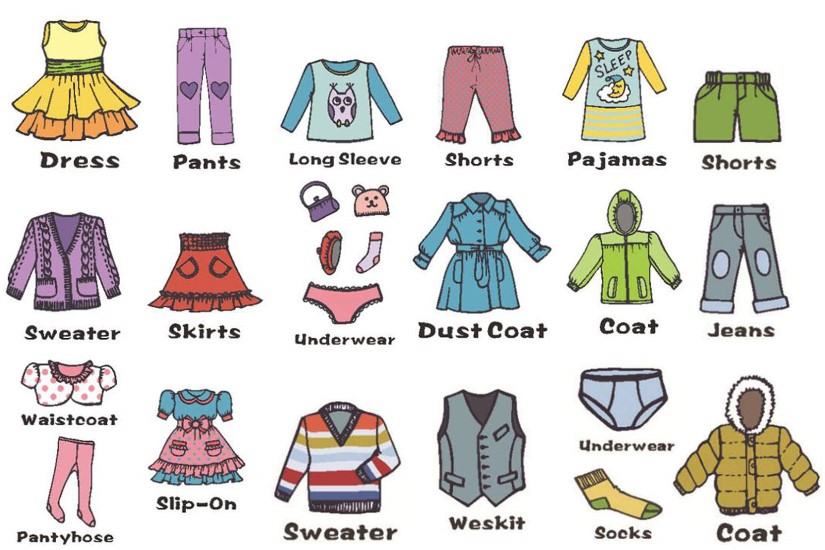 SLEEP
Dress
Pants
Long Sleeve
Shorts
Pajamas
Shorts
Sweater
Skirts
Underwear
Dust Coat
Coat
Jeans
Waistcoat
Pantyhose
Slip-On
Sweater
Weskit
Underwear
Socks
Coat